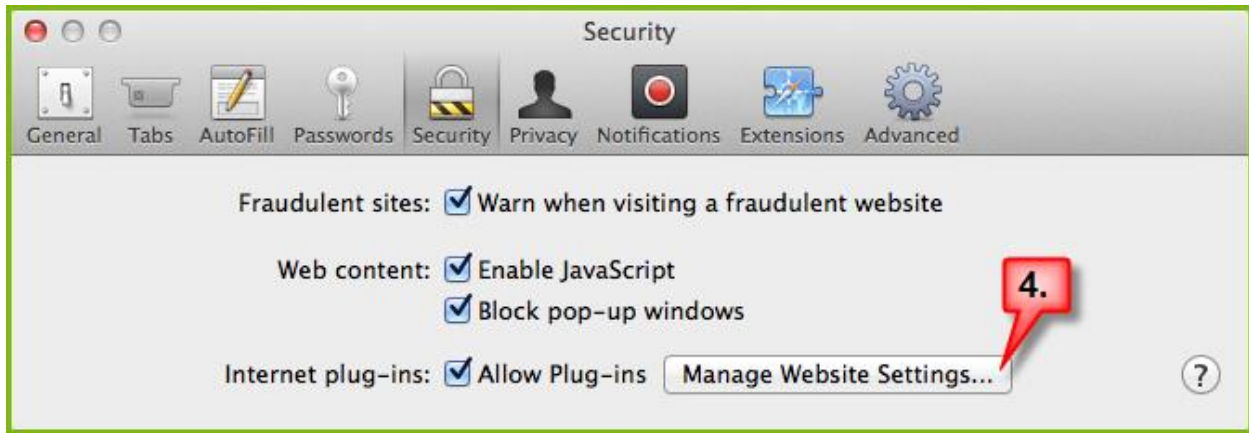 Security
General Tabs AutoFill Passwords Security Privacy Notifications Extensions Advanced
Fraudulent sites: Warn when visiting a fraudulent website
Web content: Enable JavaScript
4.
Block pop-up windows
Internet plug-ins: Allow Plug-ins Manage Website Settings... ?